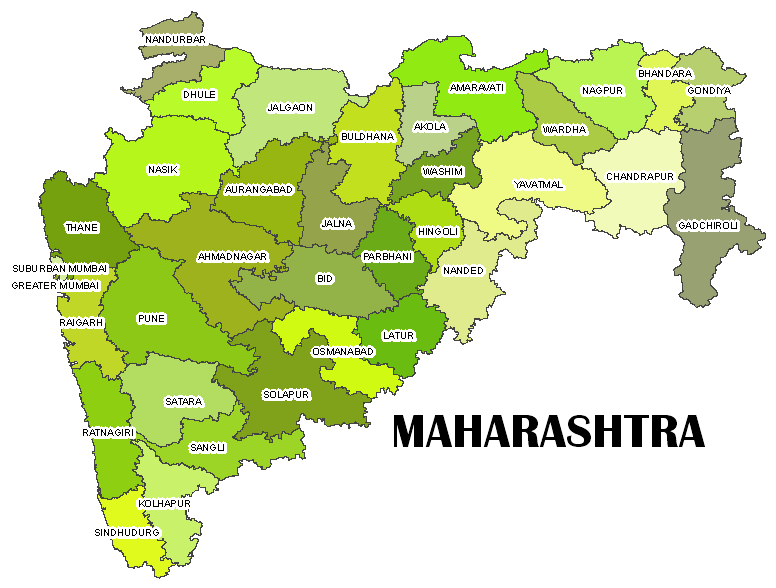 NANDURBAR
DHULE
JALGAON
BULDHANA
AKOLA
AMARAVATI
WARDHA
NAGPUR
BHANDARA
GONDIYA
NASIK
AURANGABAD
JALNA
WASHIM
YAVATMAL
CHANDRAPUR
GADCHIROLI
THANE
AHMADNAGAR
BID
PARBHANI
HINGOLI
NANDED
SUBURBAN MUMBAI
GREATER MUMBAI
RAIGARH
PUNE
OSMANABAD
LATUR
SATARA
SOLAPUR
RATNAGIRI
SANGLI
KOLHAPUR
SINDHUDURG
MAHARASHTRA